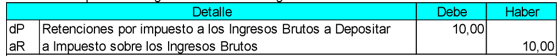 Detalle Debe Haber
dP Retenciones por impuesto a los Ingresos Brutos a Depositar 10,00
aR a Impuesto sobre los Ingresos Brutos 10,00